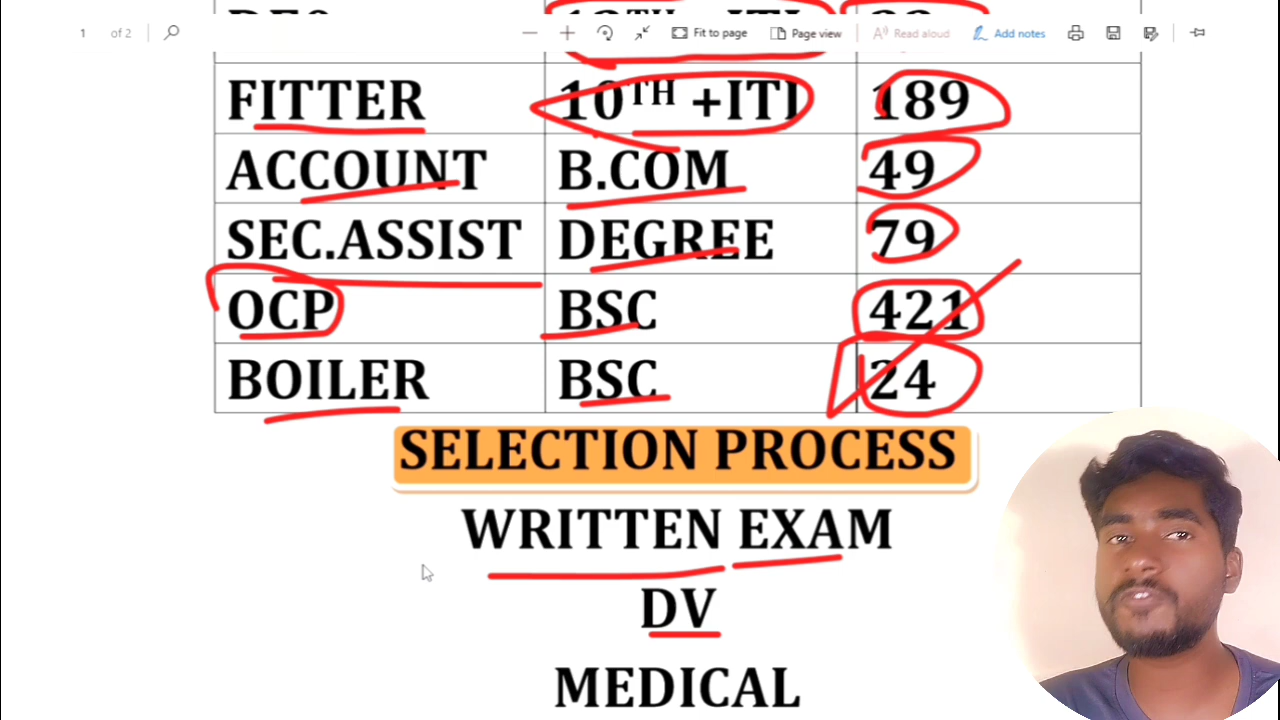 1 of 2 Fit to page Page view Read aloud Add notes
FITTER 10TH +ITI 189
ACCOUNT B.COM 49
SEC.ASSIST DEGREE 79
OCP BSC 421
BOILER BSC 24
SELECTION PROCESS
WRITTEN EXAM
DV
MEDICAL